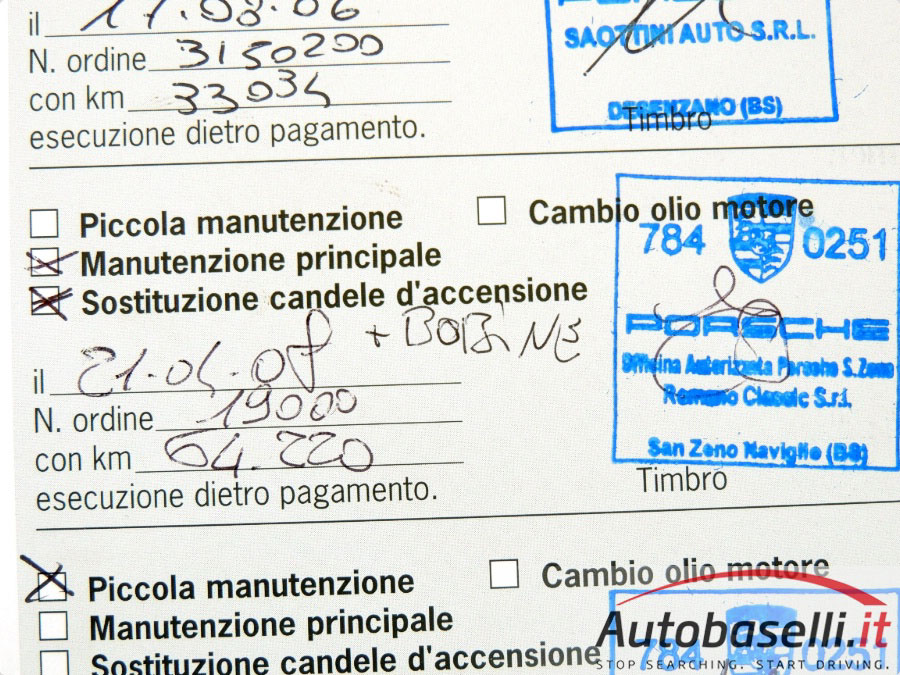 il 17.08.06
N. ordine 3150200
con km 33034
esecuzione dietro pagamento.
SAOTTINI AUTO S.R.L.
DESENZANO (BS)
Timbro
Piccola manutenzione
Cambio olio motore
Manutenzione principale
Sostituzione candele d'accensione
+ BOBINE
il 21.04.08
N. ordine 19000
con km 64.220
esecuzione dietro pagamento.
784 0251
PORSCHE
Officina Autorizzata Porsche S.Zeno
Romano Classic S.r.l.
San Zeno Naviglio (BS)
Timbro
Piccola manutenzione
Cambio olio motore
Manutenzione principale
Sostituzione candele d'accensione
784 0251
Autobaselli.it
STOP SEARCHING. START DRIVING.